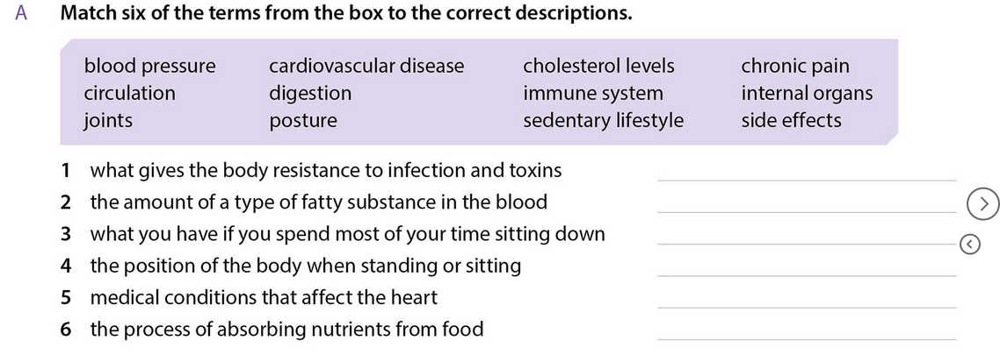 A Match six of the terms from the box to the correct descriptions.
blood pressure cardiovascular disease cholesterol levels chronic pain
circulation digestion immune system internal organs
joints posture sedentary lifestyle side effects
1 what gives the body resistance to infection and toxins
2 the amount of a type of fatty substance in the blood
3 what you have if you spend most of your time sitting down
4 the position of the body when standing or sitting
5 medical conditions that affect the heart
6 the process of absorbing nutrients from food